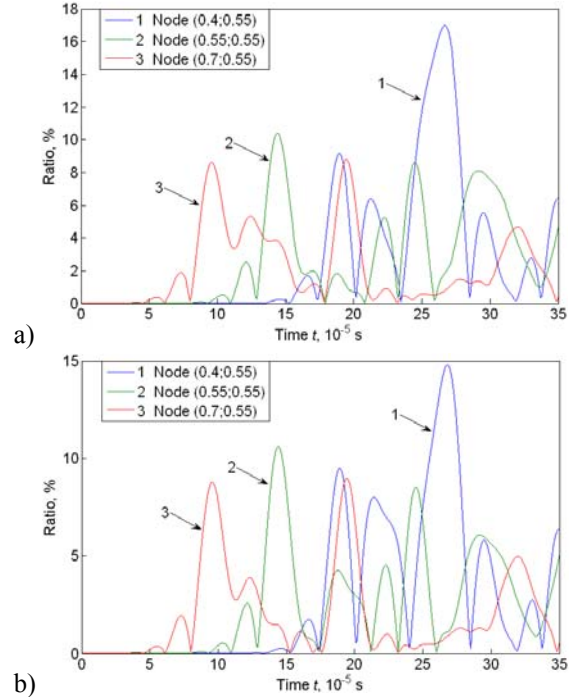 18
16
14
12
10
8
6
4
2
0
Ratio, %
1 Node (0.4;0.55)
2 Node (0.55;0.55)
3 Node (0.7;0.55)
1
2
3
0 5 10 15 20 25 30 35
Time t, 10-5 s
a)
15
10
5
0
Ratio, %
1 Node (0.4;0.55)
2 Node (0.55;0.55)
3 Node (0.7;0.55)
1
2
3
0 5 10 15 20 25 30 35
Time t, 10-5 s
b)